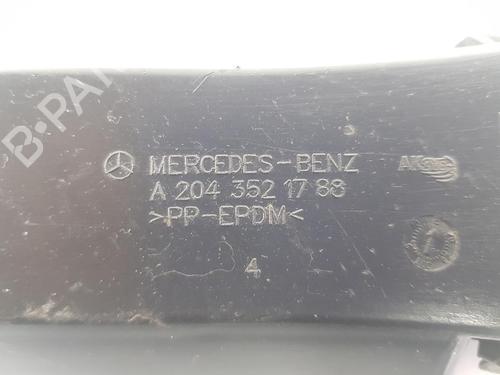 MERCEDES-BENZ
A 204 352 17 88
>PP-EPDM<
4